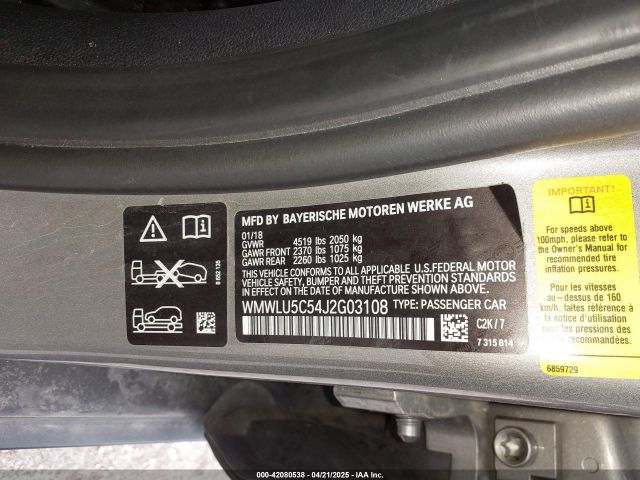 MFD BY BAYERISCHE MOTOREN WERKE AG
01/18
GVWR 4519 lbs 2050 kg
GAWR FRONT 2370 lbs 1075 kg
GAWR REAR 2260 lbs 1025 kg
THIS VEHICLE CONFORMS TO ALL APPLICABLE U.S.FEDERAL MOTOR
VEHICLE SAFETY, BUMPER, AND THEFT PREVENTION STANDARDS
IN EFFECT ON THE DATE OF MANUFACTURE SHOWN ABOVE.
WMWLU5C54J2G03108 TYPE: PASSENGER CAR
C2K / 7
7 315 814
IMPORTANT!
For speeds above
100mph, please refer to
the Owner's Manual for
recommended tire
inflation pressures.
Pour les vitesses
au-dessus de 160
km/h, faites référence à
la notice d'utilisation
pour les pressions des
6859729
000-42080538 - 04/21/2025 - IAA Inc.